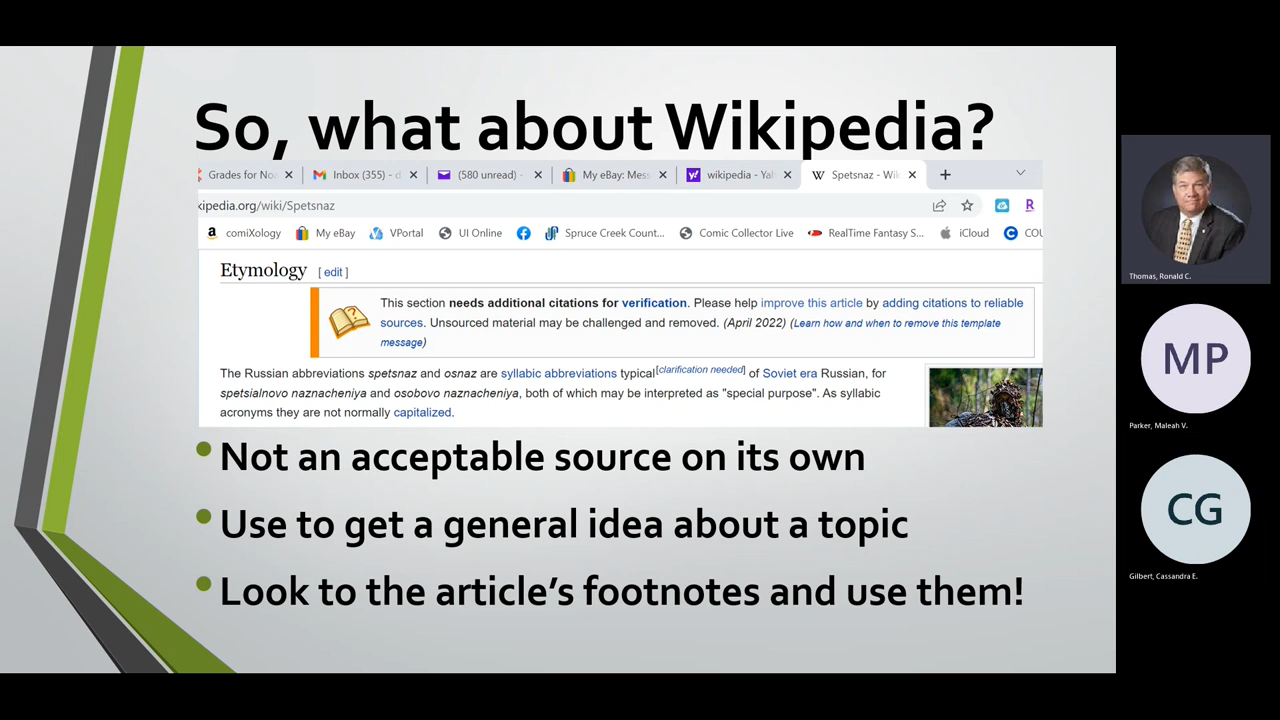 So, what about Wikipedia?
Grades for No
Inbox (355) - d
(580 unread) -
My eBay: Mess
wikipedia - Yah
Spetsnaz - Wik
kipedia.org/wiki/Spetsnaz
R
a comiXology My eBay VPortal UI Online Spruce Creek Count... Comic Collector Live RealTime Fantasy S... iCloud C COU
Etymology [ edit ]
This section needs additional citations for verification. Please help improve this article by adding citations to reliable
sources. Unsourced material may be challenged and removed. (April 2022) (Learn how and when to remove this template
message)
The Russian abbreviations spetsnaz and osnaz are syllabic abbreviations typical[clarification needed] of Soviet era Russian, for
spetsialnovo naznacheniya and osobovo naznacheniya, both of which may be interpreted as "special purpose". As syllabic
acronyms they are not normally capitalized.
• Not an acceptable source on its own
• Use to get a general idea about a topic
• Look to the article's footnotes and use them!
Thomas, Ronald C.
MP
Parker, Maleah V.
CG
Gilbert, Cassandra E.